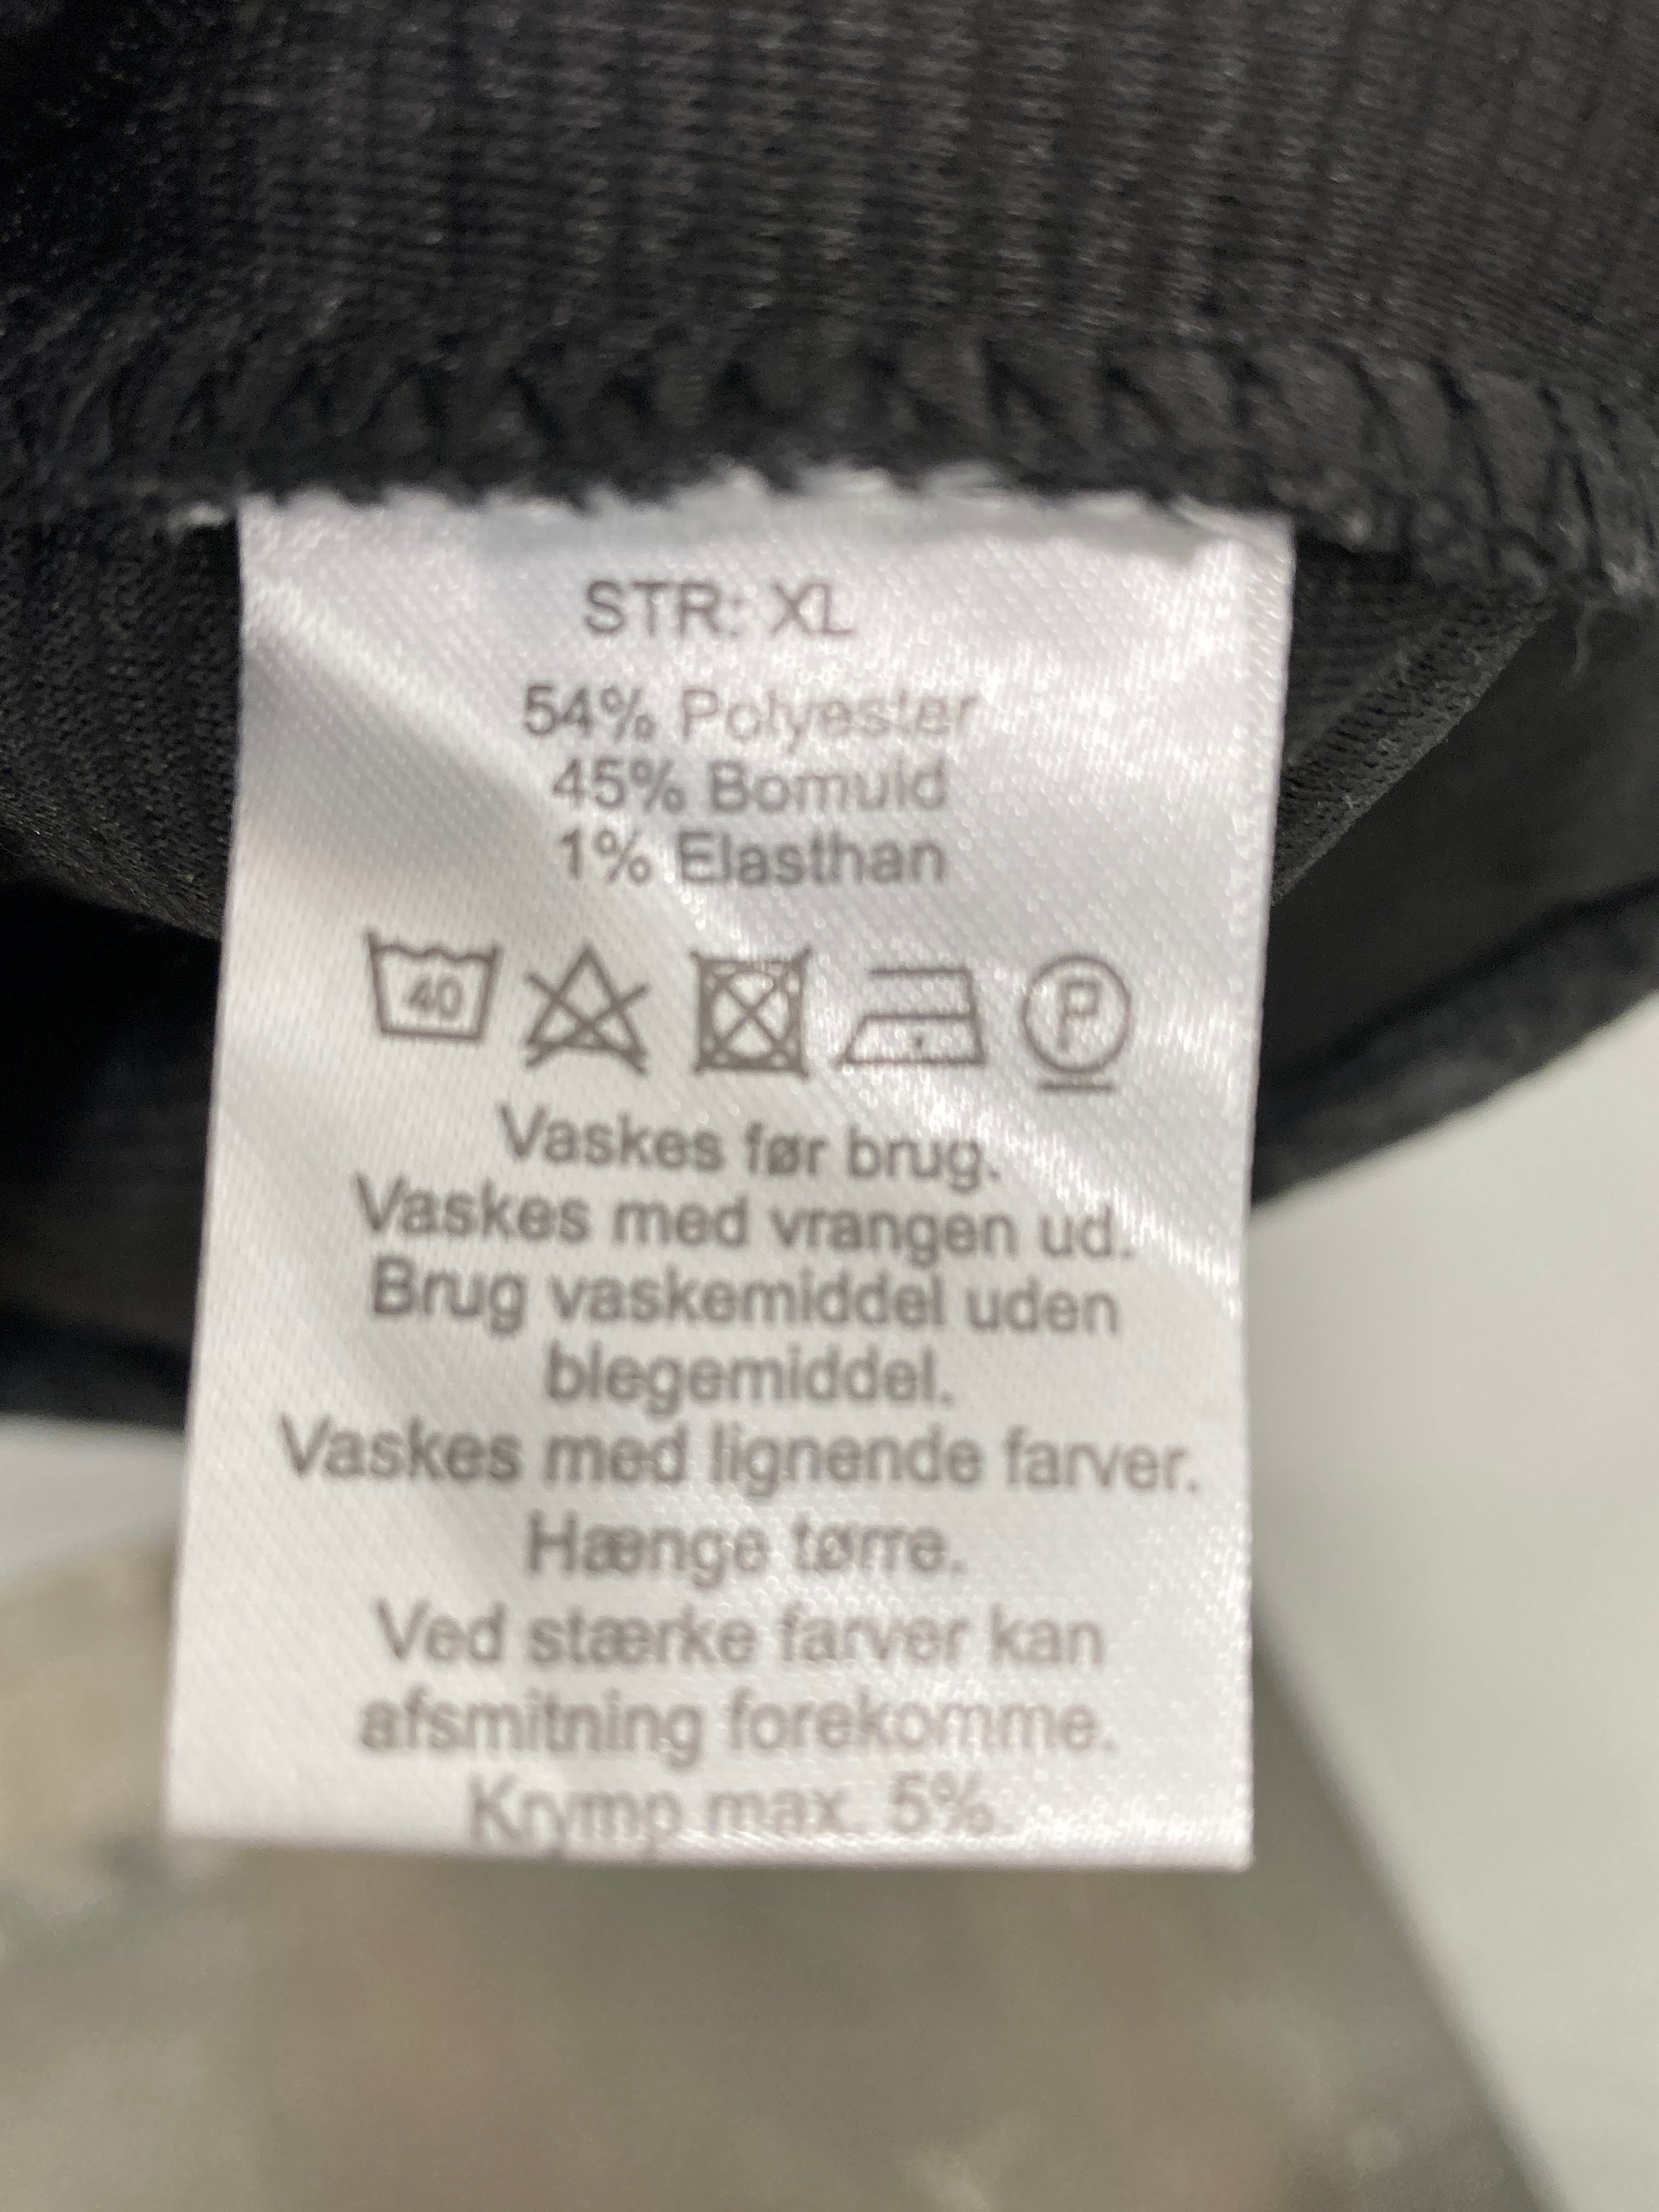 STR: XL
54% Polyester
45% Bomuld
1% Elasthan
40
P
Vaskes før brug.
Vaskes med vrangen ud.
Brug vaskemiddel uden
blegemiddel.
Vaskes med lignende farver.
Hænge tørre.
Ved stærke farver kan
afsmitning forekomme.
Krymp max. 5%.